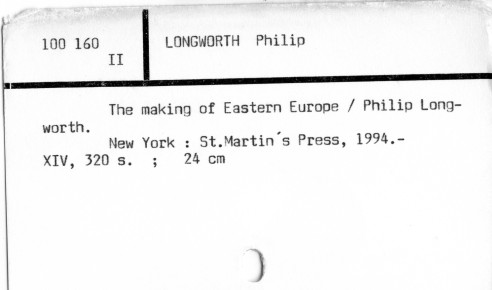 100 160 LONGWORTH Philip
II
The making of Eastern Europe / Philip Long-
worth.
New York : St.Martin´s Press, 1994.-
XIV, 320 s. ; 24 cm